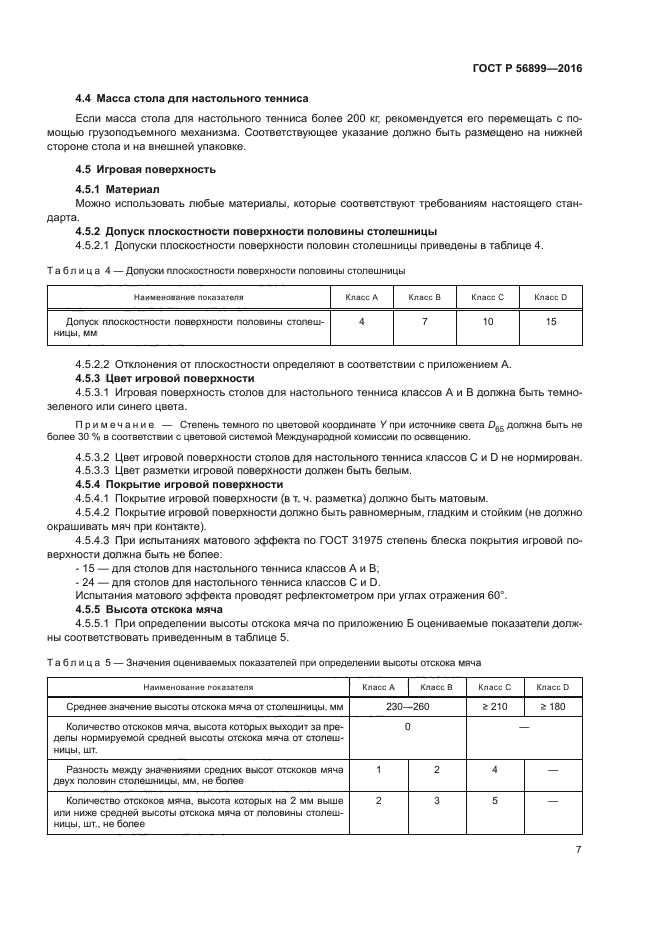 ГОСТ Р 56899—2016
4.4 Масса стола для настольного тенниса
Если масса стола для настольного тенниса более 200 кг, рекомендуется его перемещать с по-
мощью грузоподъемного механизма. Соответствующее указание должно быть размещено на нижней
стороне стола и на внешней упаковке.
4.5 Игровая поверхность
4.5.1 Материал
Можно использовать любые материалы, которые соответствуют требованиям настоящего стан-
дарта.
4.5.2 Допуск плоскостности поверхности половины столешницы
4.5.2.1 Допуски плоскостности поверхности половин столешницы приведены в таблице 4.
Таблица 4 — Допуски плоскостности поверхности половины столешницы
Наименование показателя Класс А Класс В Класс С Класс D
Допуск плоскостности поверхности половины столеш- 4 7 10 15
ницы, мм
4.5.2.2 Отклонения от плоскостности определяют в соответствии с приложением А.
4.5.3 Цвет игровой поверхности
4.5.3.1 Игровая поверхность столов для настольного тенниса классов А и В должна быть темно-
зеленого или синего цвета.
Примечание — Степень темного по цветовой координате Y при источнике света D65 должна быть не
более 30 % в соответствии с цветовой системой Международной комиссии по освещению.
4.5.3.2 Цвет игровой поверхности столов для настольного тенниса классов С и D не нормирован.
4.5.3.3 Цвет разметки игровой поверхности должен быть белым.
4.5.4 Покрытие игровой поверхности
4.5.4.1 Покрытие игровой поверхности (в т. ч. разметка) должно быть матовым.
4.5.4.2 Покрытие игровой поверхности должно быть равномерным, гладким и стойким (не должно
окрашивать мяч при контакте).
4.5.4.3 При испытаниях матового эффекта по ГОСТ 31975 степень блеска покрытия игровой по-
верхности должна быть не более:
- 15 — для столов для настольного тенниса классов А и В;
- 24 — для столов для настольного тенниса классов С и D.
Испытания матового эффекта проводят рефлектометром при углах отражения 60°.
4.5.5 Высота отскока мяча
4.5.5.1 При определении высоты отскока мяча по приложению Б оцениваемые показатели долж-
ны соответствовать приведенным в таблице 5.
Таблица 5 — Значения оцениваемых показателей при определении высоты отскока мяча
Наименование показателя Класс А Класс В Класс С Класс D
Среднее значение высоты отскока мяча от столешницы, мм 230—260 ≥ 210 ≥ 180
Количество отскоков мяча, высота которых выходит за пре- 0 —
делы нормируемой средней высоты отскока мяча от столеш-
ницы, шт.
Разность между значениями средних высот отскоков мяча 1 2 4 —
двух половин столешницы, мм, не более
Количество отскоков мяча, высота которых на 2 мм выше 2 3 5 —
или ниже средней высоты отскока мяча от половины столеш-
ницы, шт., не более
7